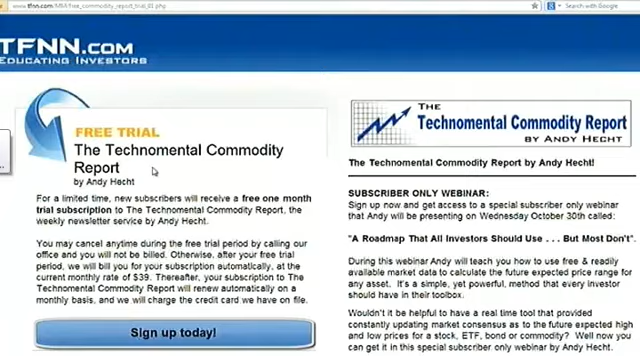 www.tfnn.com/MM/free_commodity_report_trial_01.php
Search with Google
TFNN.COM
EDUCATING INVESTORS
FREE TRIAL
The Technomental Commodity
Report
by Andy Hecht
For a limited time, new subscribers will receive a free one month
trial subscription to The Technomental Commodity Report, the
weekly newsletter service by Andy Hecht.
You may cancel anytime during the free trial period by calling our
office and you will not be billed. Otherwise, after your free trial
period, we will bill you for your subscription automatically, at the
current monthly rate of $39. Thereafter, your subscription to The
Technomental Commodity Report will renew automatically on a
monthly basis, and we will charge the credit card we have on file.
Sign up today!
THE
Technomental Commodity Report
BY ANDY HECHT
The Technomental Commodity Report by Andy Hecht!
SUBSCRIBER ONLY WEBINAR:
Sign up now and get access to a special subscriber only webinar
that Andy will be presenting on Wednesday October 30th called:
"A Roadmap That All Investors Should Use . . . But Most Don't".
During this webinar Andy will teach you how to use free & readily
available market data to calculate the future expected price range
for any asset. It's a simple, yet powerful, method that every investor
should have in their toolbox.
Wouldn't it be helpful to have a real time tool that provided
constantly updating market consensus as to the future expected high
and low prices for a stock, ETF, bond or commodity? Well now you
can get it in this special subscriber only webinar by Andy Hecht.